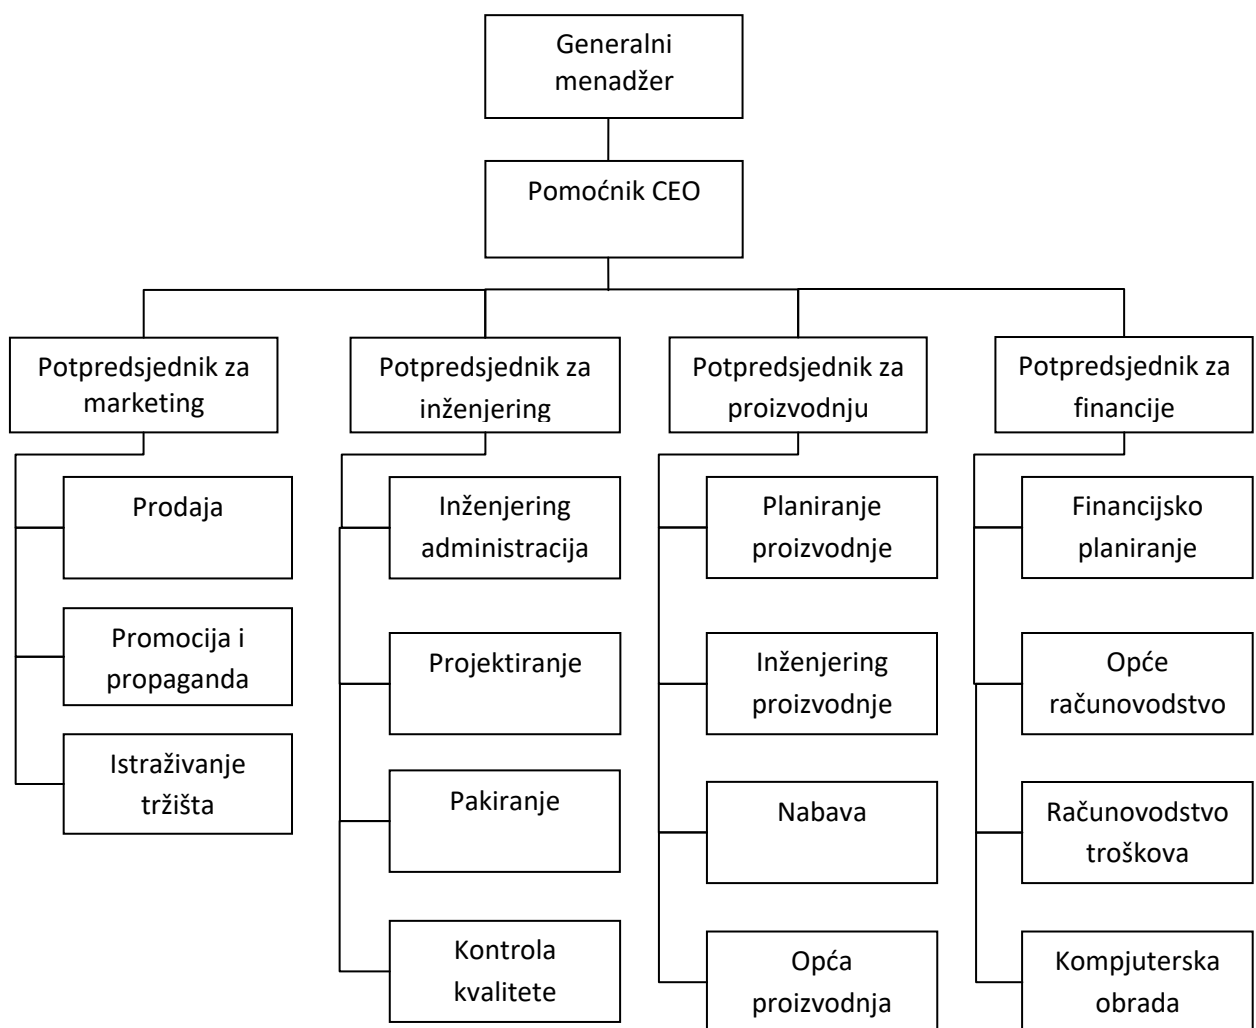 Generalni
menadžer
Pomoćnik CEO
Potpredsjednik za
marketing
Potpredsjednik za
inženjering
Potpredsjednik za
proizvodnju
Potpredsjednik za
financije
Prodaja
Promocija i
propaganda
Istraživanje
tržišta
Inženjering
administracija
Projektiranje
Pakiranje
Kontrola
kvalitete
Planiranje
proizvodnje
Inženjering
proizvodnje
Nabava
Opća
proizvodnja
Financijsko
planiranje
Opće
računovodstvo
Računovodstvo
troškova
Kompjuterska
obrada